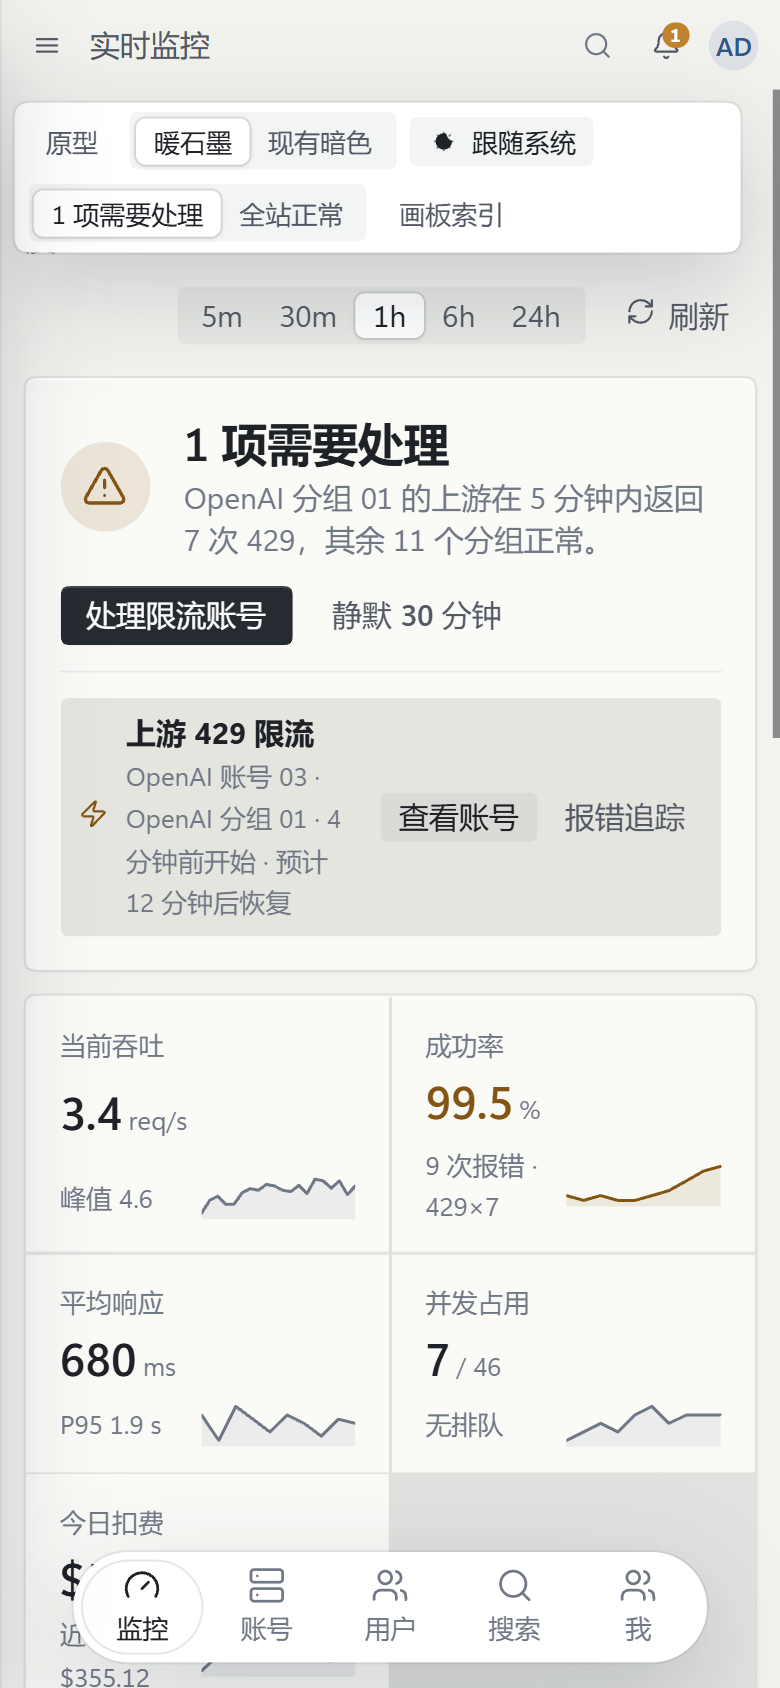 实时监控
1
AD
原型 暖石墨 现有暗色 跟随系统
1 项需要处理 全站正常 画板索引
5m 30m 1h 6h 24h 刷新
1 项需要处理
OpenAI 分组 01 的上游在 5 分钟内返回
7 次 429，其余 11 个分组正常。
处理限流账号 静默 30 分钟
上游 429 限流
OpenAI 账号 03 ·
OpenAI 分组 01 · 4
分钟前开始 · 预计
12 分钟后恢复
查看账号 报错追踪
当前吞吐
3.4 req/s
峰值 4.6
成功率
99.5 %
9 次报错 ·
429×7
平均响应
680 ms
P95 1.9 s
并发占用
7 / 46
无排队
今日扣费
$
近
$355.12
监控 账号 用户 搜索 我